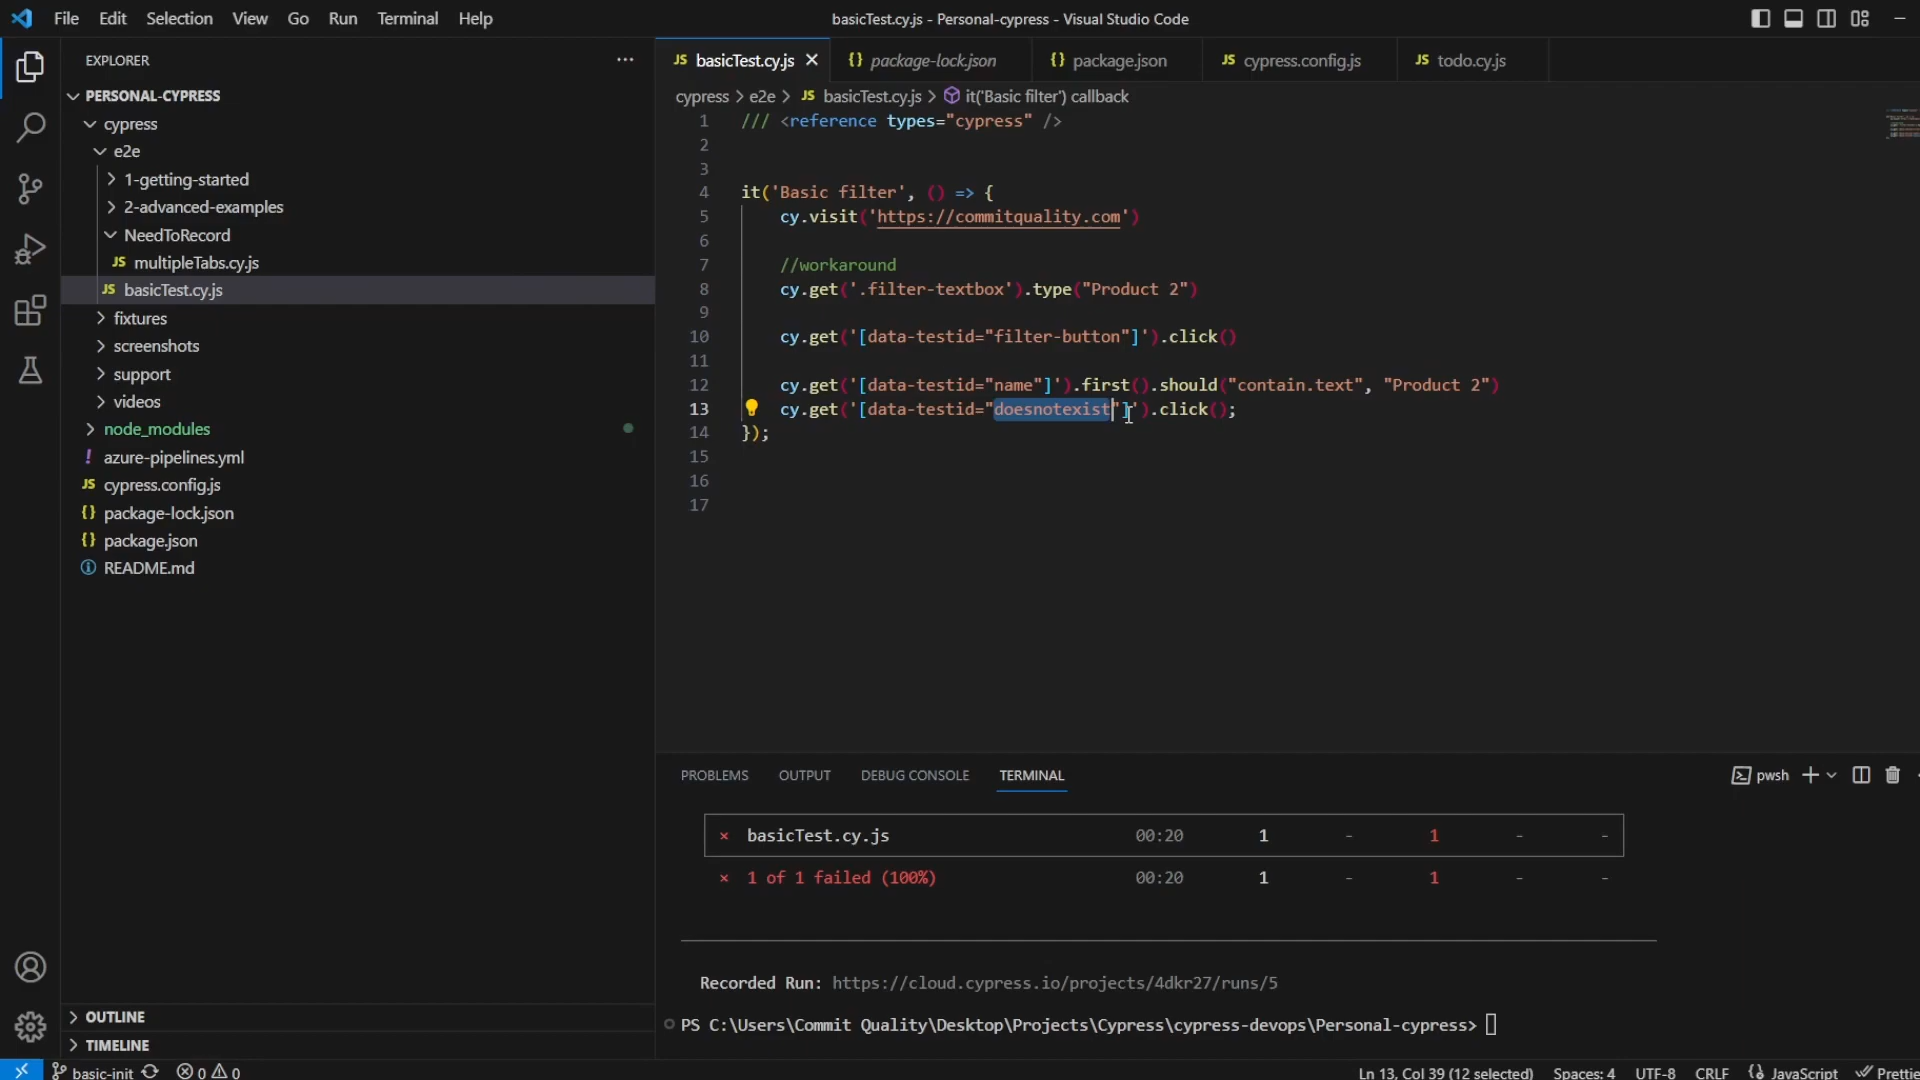 File Edit Selection View Go Run Terminal Help
basicTest.cy.js - Personal-cypress - Visual Studio Code
EXPLORER
PERSONAL-CYPRESS
cypress
e2e
1-getting-started
2-advanced-examples
NeedToRecord
JS multipleTabs.cy.js
JS basicTest.cy.js
fixtures
screenshots
support
videos
node_modules
! azure-pipelines.yml
JS cypress.config.js
{} package-lock.json
{} package.json
README.md
OUTLINE
TIMELINE
JS basicTest.cy.js {} package-lock.json {} package.json JS cypress.config.js JS todo.cy.js
cypress > e2e > JS basicTest.cy.js > it('Basic filter') callback
1 /// <reference types="cypress" />
2
3
4 it('Basic filter', () => {
5 cy.visit('https://commitquality.com')
6
7 //workaround
8 cy.get('.filter-textbox').type("Product 2")
9
10 cy.get('[data-testid="filter-button"]').click()
11
12 cy.get('[data-testid="name"]').first().should("contain.text", "Product 2")
13 cy.get('[data-testid="doesnotexist"]').click();
14 });
15
16
17
PROBLEMS OUTPUT DEBUG CONSOLE TERMINAL
pwsh
× basicTest.cy.js 00:20 1 - 1 - -
× 1 of 1 failed (100%) 00:20 1 - 1 - -
Recorded Run: https://cloud.cypress.io/projects/4dkr27/runs/5
PS C:\Users\Commit Quality\Desktop\Projects\Cypress\cypress-devops\Personal-cypress>
basic-init 0 0 Ln 13, Col 39 (12 selected) Spaces: 4 UTF-8 CRLF {} JavaScript Prettie